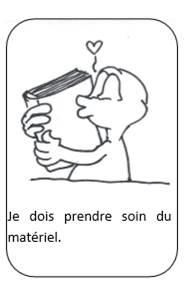 Je dois prendre soin du
matériel.